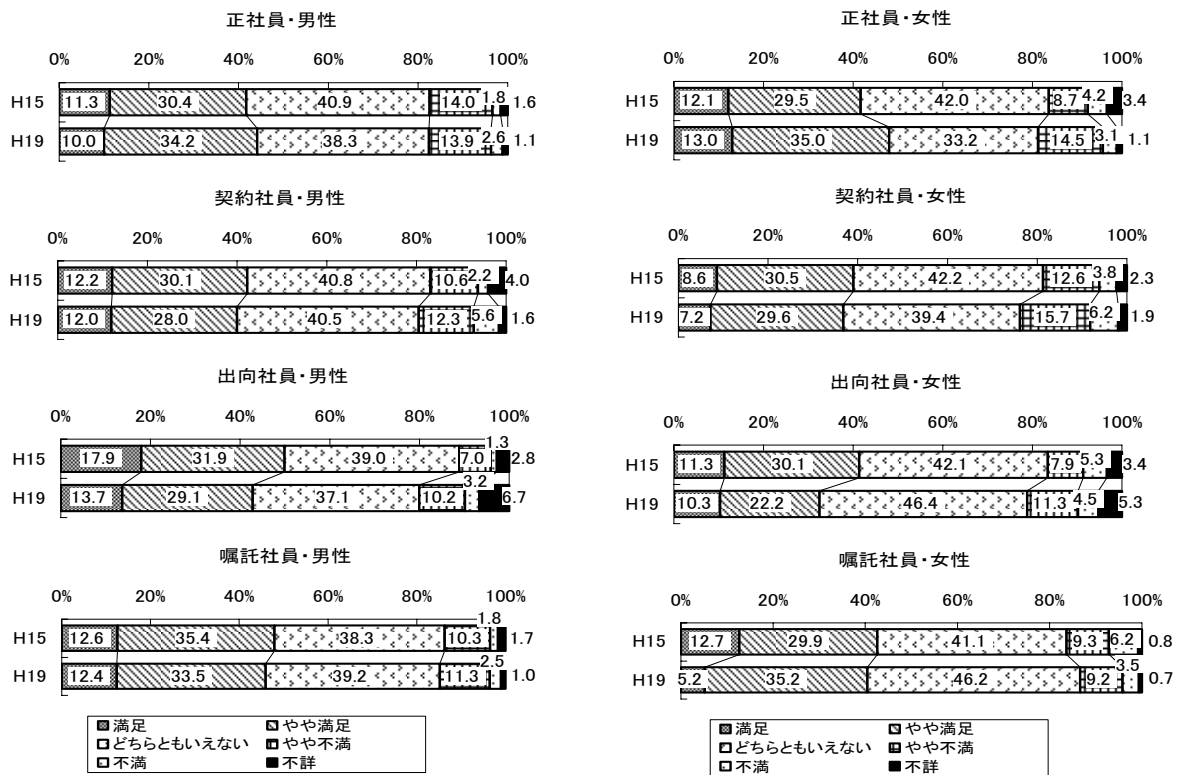 正社員・男性
0% 20% 40% 60% 80% 100%
H15 11.3 30.4 40.9 14.0 1.8 1.6
H19 10.0 34.2 38.3 13.9 2.6 1.1
契約社員・男性
0% 20% 40% 60% 80% 100%
H15 12.2 30.1 40.8 10.6 2.2 4.0
H19 12.0 28.0 40.5 12.3 5.6 1.6
出向社員・男性
0% 20% 40% 60% 80% 100%
H15 17.9 31.9 39.0 7.0 1.3 2.8
H19 13.7 29.1 37.1 10.2 3.2 6.7
嘱託社員・男性
0% 20% 40% 60% 80% 100%
H15 12.6 35.4 38.3 10.3 1.8 1.7
H19 12.4 33.5 39.2 11.3 2.5 1.0
満足 やや満足
どちらともいえない やや不満
不満 不詳
正社員・女性
0% 20% 40% 60% 80% 100%
H15 12.1 29.5 42.0 8.7 4.2 3.4
H19 13.0 35.0 33.2 14.5 3.1 1.1
契約社員・女性
0% 20% 40% 60% 80% 100%
H15 8.6 30.5 42.2 12.6 3.8 2.3
H19 7.2 29.6 39.4 15.7 6.2 1.9
出向社員・女性
0% 20% 40% 60% 80% 100%
H15 11.3 30.1 42.1 7.9 5.3 3.4
H19 10.3 22.2 46.4 11.3 4.5 5.3
嘱託社員・女性
0% 20% 40% 60% 80% 100%
H15 12.7 29.9 41.1 9.3 6.2 0.8
H19 5.2 35.2 46.2 9.2 3.5 0.7
満足 やや満足
どちらともいえない やや不満
不満 不詳